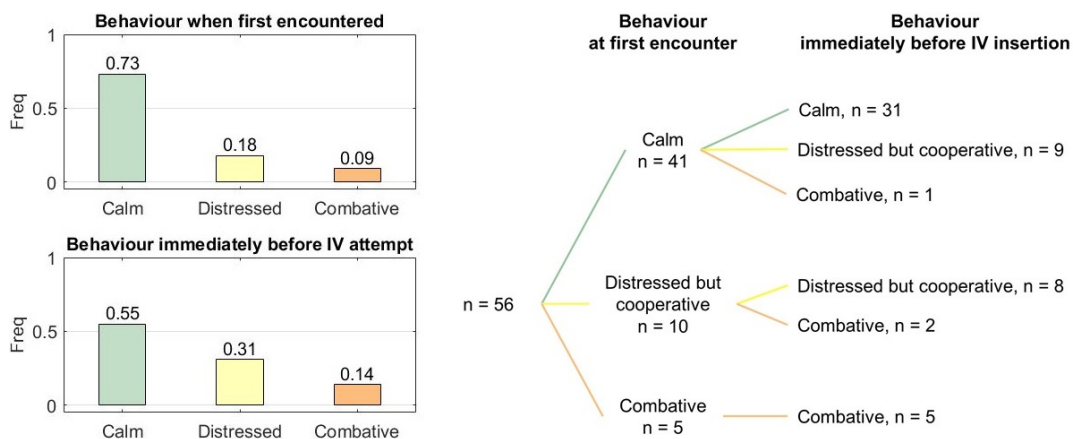 Behaviour when first encountered
1
0.5
0
Freq
0.73
0.18
0.09
Calm Distressed Combative
Behaviour immediately before IV attempt
1
0.5
0
Freq
0.55
0.31
0.14
Calm Distressed Combative
Behaviour
at first encounter
Behaviour
immediately before IV insertion
n = 56
Calm
n = 41
Calm, n = 31
Distressed but cooperative, n = 9
Combative, n = 1
Distressed but
cooperative
n = 10
Distressed but cooperative, n = 8
Combative, n = 2
Combative
n = 5
Combative, n = 5